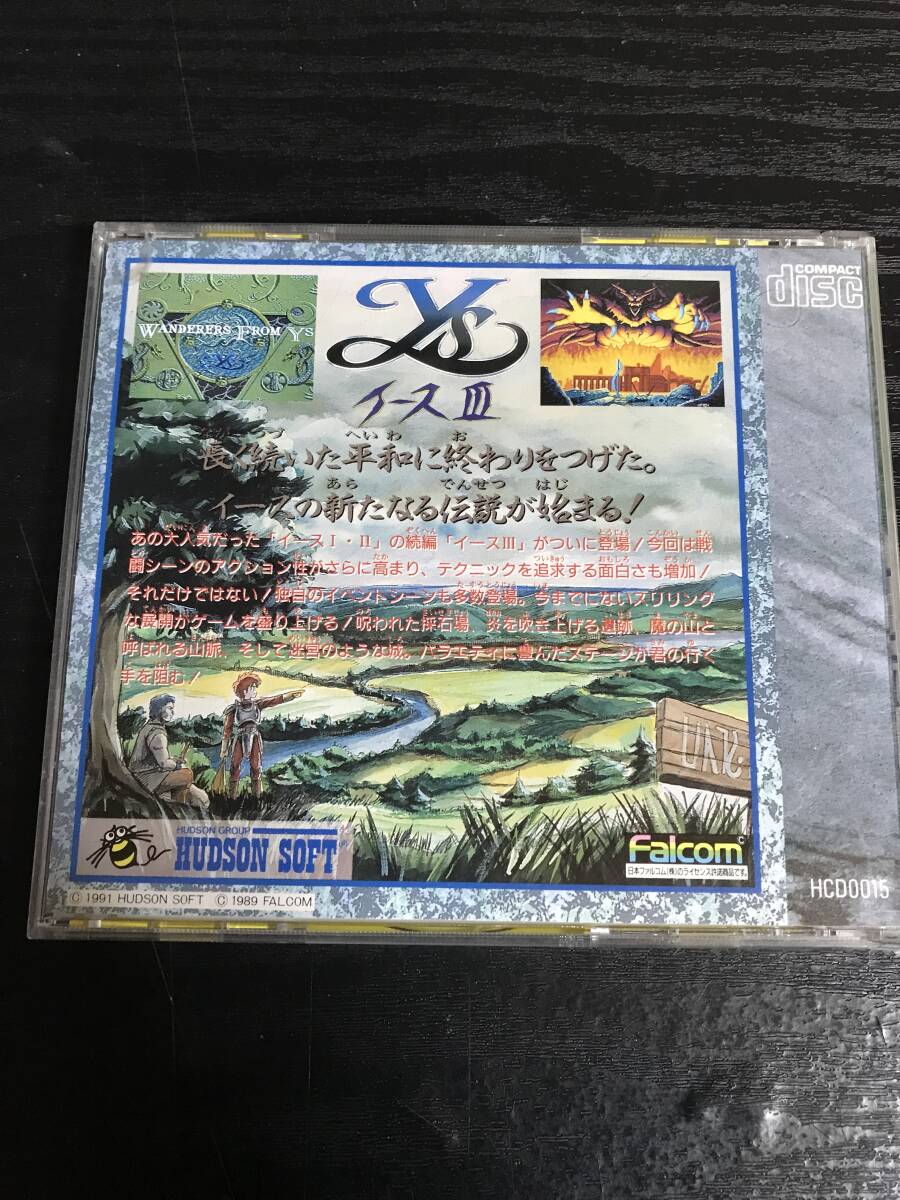 COMPACT
disc
WANDERERS FROM YS
Ys
イースⅢ
長く続いた平和に終わりをつげた。
イースの新たなる伝説が始まる!
あの大人気だった「イースⅠ・Ⅱ」の続編「イースⅢ」がついに登場!今回は戦
闘シーンのアクション性がさらに高まり、テクニックを追求する面白さも増加!
それだけではない!独自のイベントシーンも多数登場。今までにないスリリング
な展開がゲームを盛り上げる!呪われた採石場、炎を吹き上げる遺跡、魔の山と
呼ばれる山脈、そして迷宮のような城。バラエティに豊んだステージが君の行く
手を阻む!
HUDSON GROUP
HUDSON SOFT
Falcom
日本ファルコム(株)のライセンス許諾商品です。
HCD0015
© 1991 HUDSON SOFT © 1989 FALCOM